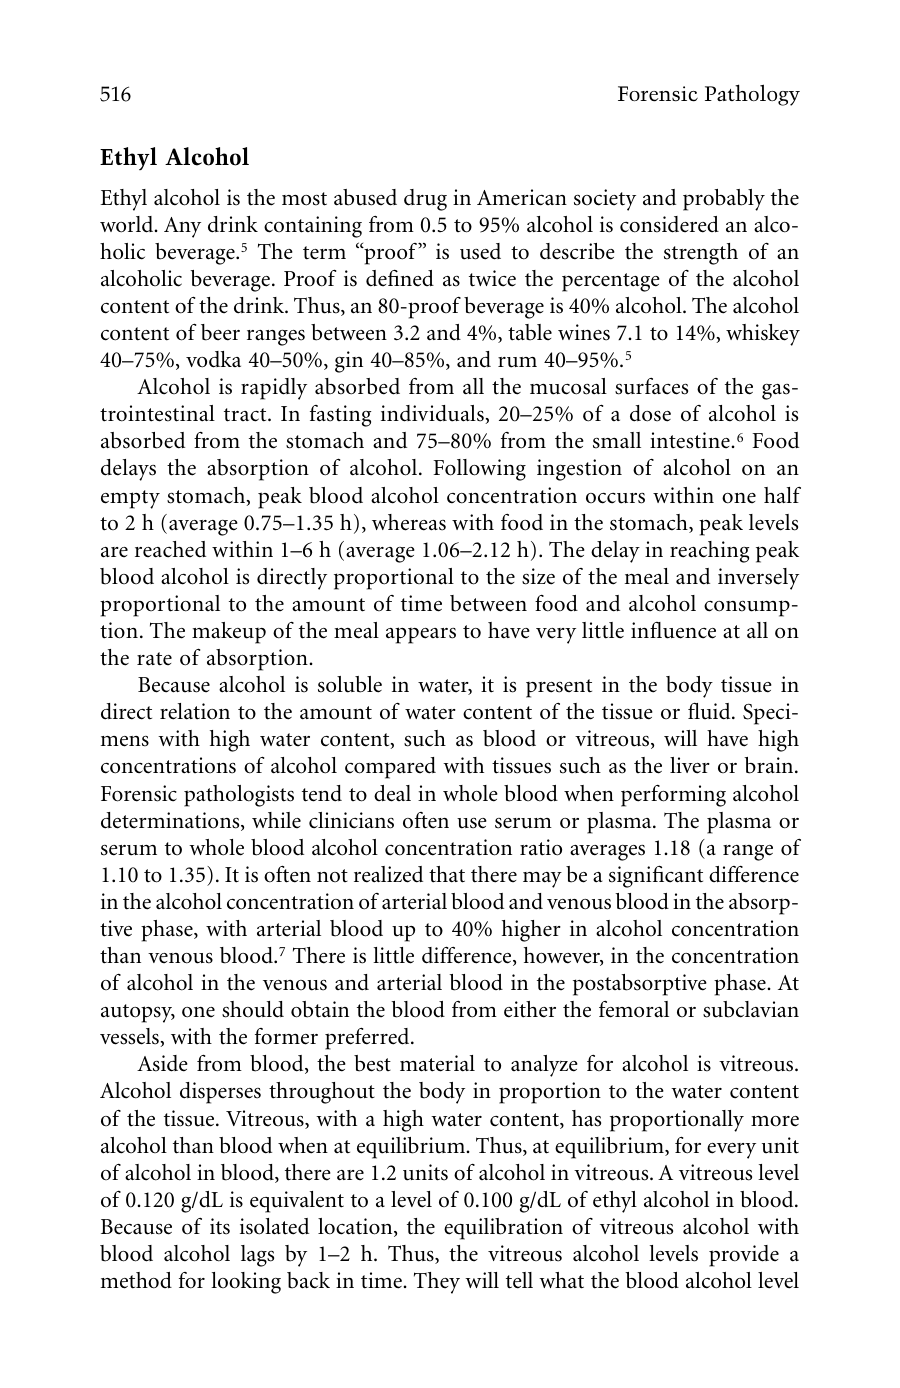 516 Forensic Pathology
Ethyl Alcohol
Ethyl alcohol is the most abused drug in American society and probably the
world. Any drink containing from 0.5 to 95% alcohol is considered an alco-
holic beverage.⁵ The term “proof” is used to describe the strength of an
alcoholic beverage. Proof is defined as twice the percentage of the alcohol
content of the drink. Thus, an 80-proof beverage is 40% alcohol. The alcohol
content of beer ranges between 3.2 and 4%, table wines 7.1 to 14%, whiskey
40–75%, vodka 40–50%, gin 40–85%, and rum 40–95%.⁵
Alcohol is rapidly absorbed from all the mucosal surfaces of the gas-
trointestinal tract. In fasting individuals, 20–25% of a dose of alcohol is
absorbed from the stomach and 75–80% from the small intestine.⁶ Food
delays the absorption of alcohol. Following ingestion of alcohol on an
empty stomach, peak blood alcohol concentration occurs within one half
to 2 h (average 0.75–1.35 h), whereas with food in the stomach, peak levels
are reached within 1–6 h (average 1.06–2.12 h). The delay in reaching peak
blood alcohol is directly proportional to the size of the meal and inversely
proportional to the amount of time between food and alcohol consump-
tion. The makeup of the meal appears to have very little influence at all on
the rate of absorption.
Because alcohol is soluble in water, it is present in the body tissue in
direct relation to the amount of water content of the tissue or fluid. Speci-
mens with high water content, such as blood or vitreous, will have high
concentrations of alcohol compared with tissues such as the liver or brain.
Forensic pathologists tend to deal in whole blood when performing alcohol
determinations, while clinicians often use serum or plasma. The plasma or
serum to whole blood alcohol concentration ratio averages 1.18 (a range of
1.10 to 1.35). It is often not realized that there may be a significant difference
in the alcohol concentration of arterial blood and venous blood in the absorp-
tive phase, with arterial blood up to 40% higher in alcohol concentration
than venous blood.⁷ There is little difference, however, in the concentration
of alcohol in the venous and arterial blood in the postabsorptive phase. At
autopsy, one should obtain the blood from either the femoral or subclavian
vessels, with the former preferred.
Aside from blood, the best material to analyze for alcohol is vitreous.
Alcohol disperses throughout the body in proportion to the water content
of the tissue. Vitreous, with a high water content, has proportionally more
alcohol than blood when at equilibrium. Thus, at equilibrium, for every unit
of alcohol in blood, there are 1.2 units of alcohol in vitreous. A vitreous level
of 0.120 g/dL is equivalent to a level of 0.100 g/dL of ethyl alcohol in blood.
Because of its isolated location, the equilibration of vitreous alcohol with
blood alcohol lags by 1–2 h. Thus, the vitreous alcohol levels provide a
method for looking back in time. They will tell what the blood alcohol level